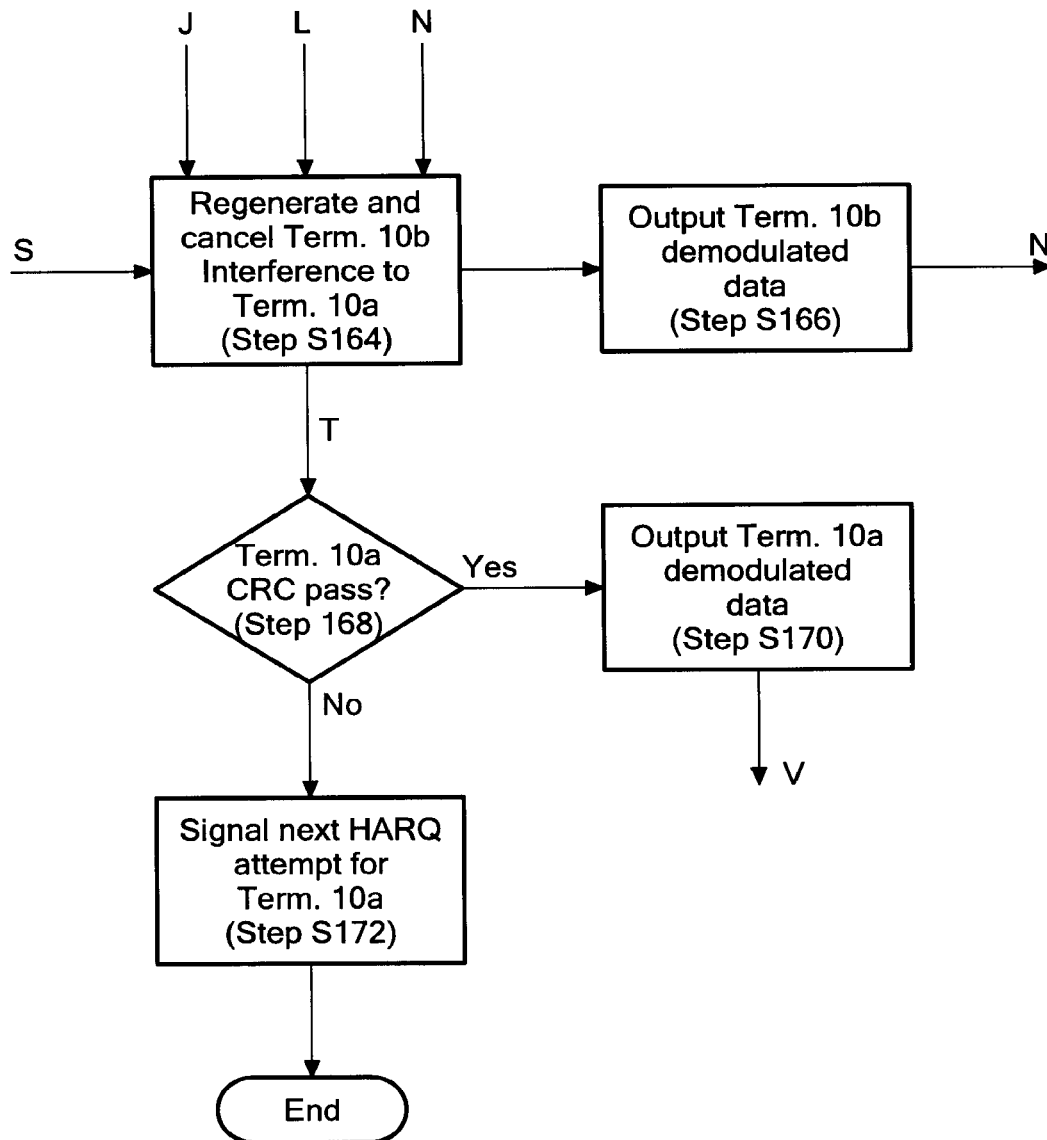 J L N
Regenerate and
cancel Term. 10b
Interference to
Term. 10a
(Step S164)
S
Output Term. 10b
demodulated
data
(Step S166)
N
T
Term. 10a
CRC pass?
(Step 168)
Yes
Output Term. 10a
demodulated
data
(Step S170)
No
V
Signal next HARQ
attempt for
Term. 10a
(Step S172)
End